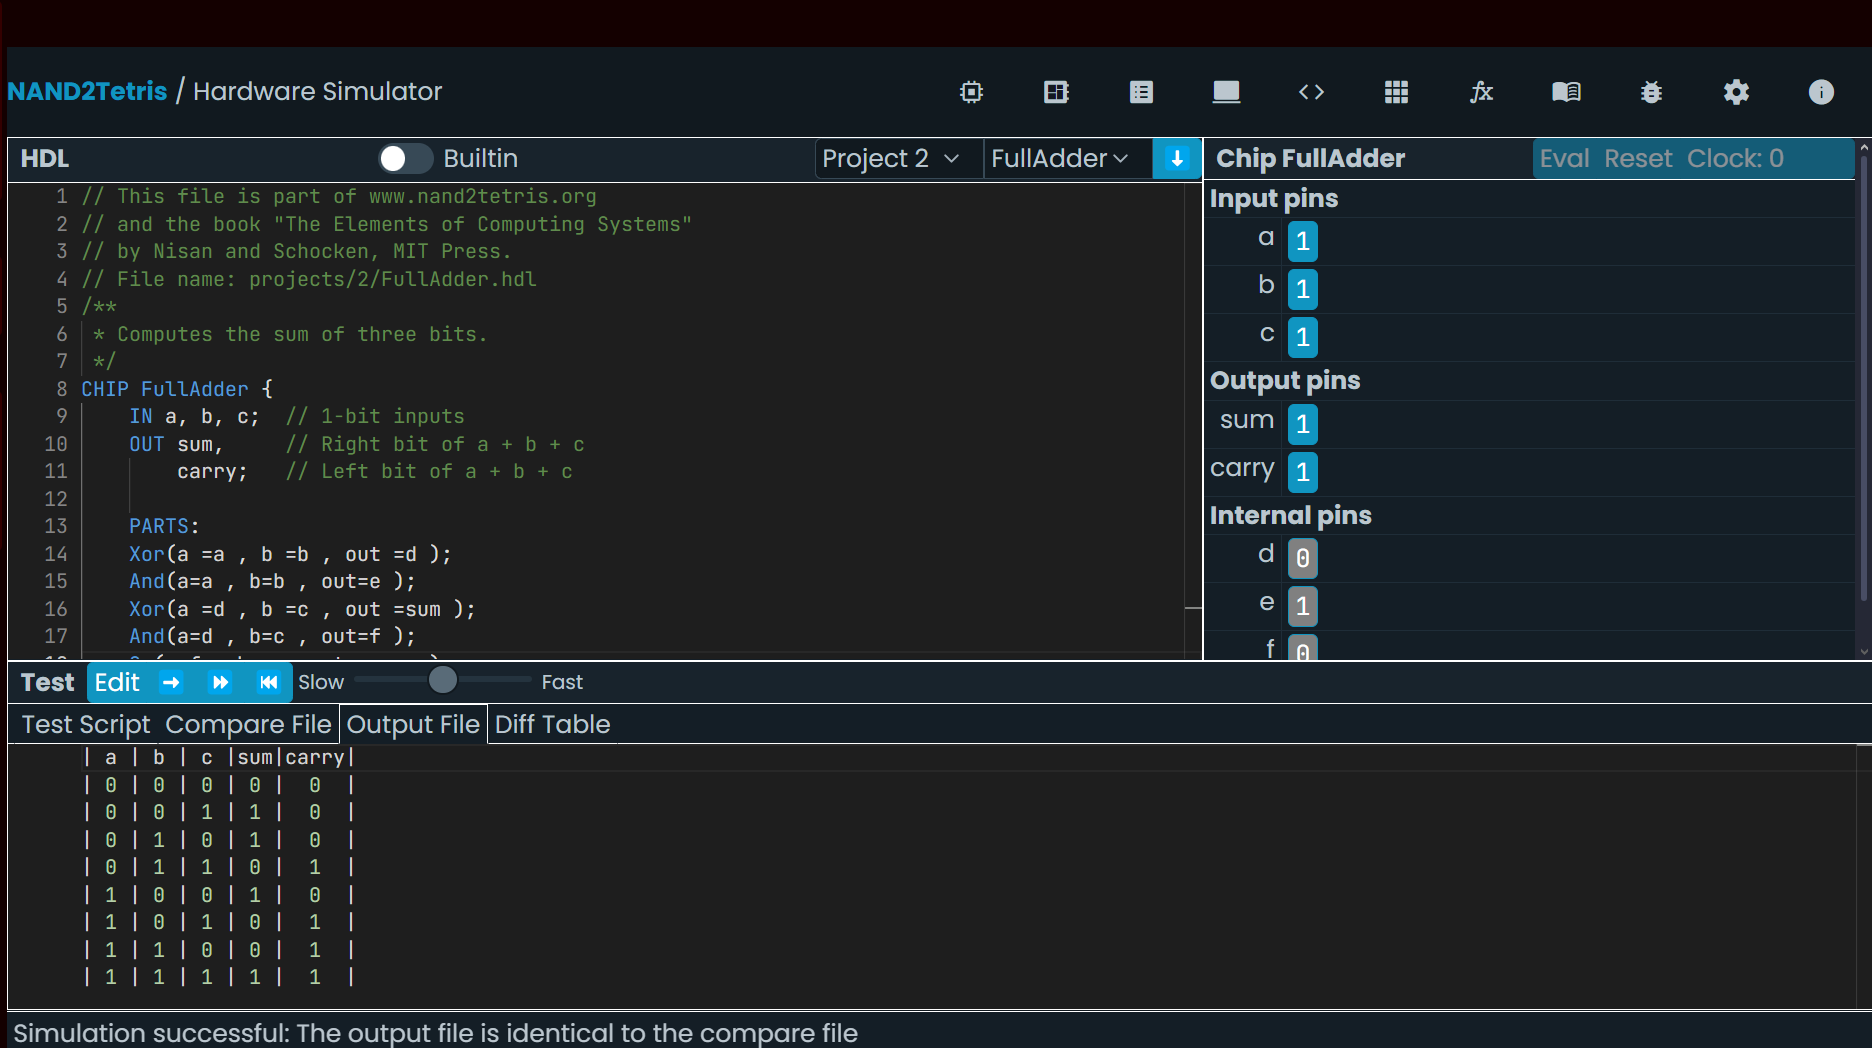 NAND2Tetris / Hardware Simulator
HDL Builtin Project 2 FullAdder
1 // This file is part of www.nand2tetris.org
2 // and the book "The Elements of Computing Systems"
3 // by Nisan and Schocken, MIT Press.
4 // File name: projects/2/FullAdder.hdl
5 /**
6  * Computes the sum of three bits.
7  */
8 CHIP FullAdder {
9     IN a, b, c;  // 1-bit inputs
10     OUT sum,     // Right bit of a + b + c
11         carry;   // Left bit of a + b + c
12
13     PARTS:
14     Xor(a =a , b =b , out =d );
15     And(a=a , b=b , out=e );
16     Xor(a =d , b =c , out =sum );
17     And(a=d , b=c , out=f );
Chip FullAdder Eval Reset Clock: 0
Input pins
a 1
b 1
c 1
Output pins
sum 1
carry 1
Internal pins
d 0
e 1
f 0
Test Edit Slow Fast
Test Script Compare File Output File Diff Table
| a | b | c |sum|carry|
| 0 | 0 | 0 | 0 |  0  |
| 0 | 0 | 1 | 1 |  0  |
| 0 | 1 | 0 | 1 |  0  |
| 0 | 1 | 1 | 0 |  1  |
| 1 | 0 | 0 | 1 |  0  |
| 1 | 0 | 1 | 0 |  1  |
| 1 | 1 | 0 | 0 |  1  |
| 1 | 1 | 1 | 1 |  1  |
Simulation successful: The output file is identical to the compare file